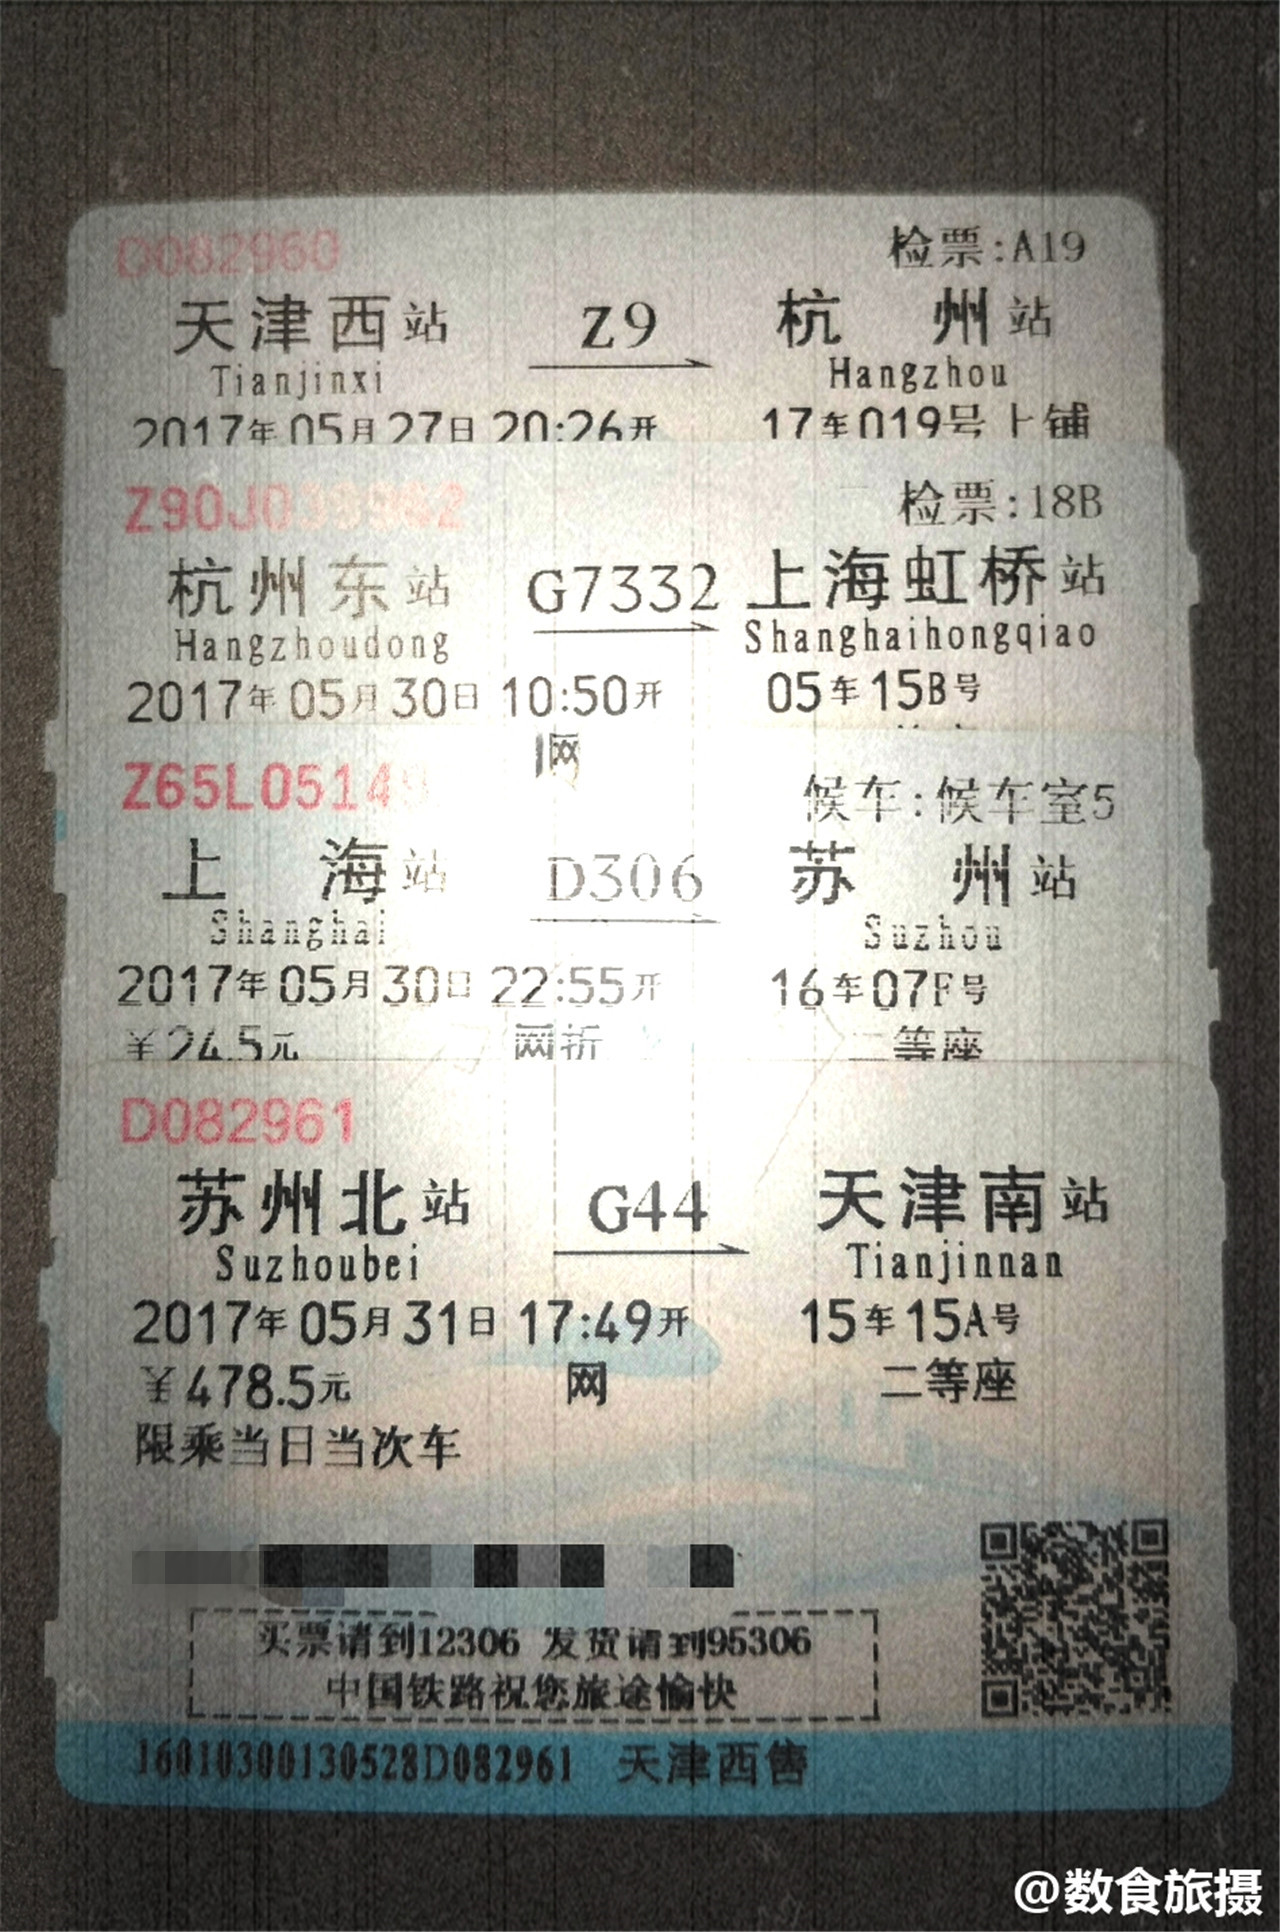 D082960 检票:A19
天津西站 Z9 杭州站
Tianjinxi Hangzhou
2017年05月27日 20:26开 17车019号上铺
Z90J0 检票:18B
杭州东站 G7332 上海虹桥站
Hangzhoudong Shanghaihongqiao
2017年05月30日 10:50开 05车15B号
网
Z65L05149 候车:候车室5
上海站 D306 苏州站
Shanghai Suzhou
2017年05月30日 22:55开 16车07F号
¥24.5元 网折 二等座
D082961
苏州北站 G44 天津南站
Suzhoubei Tianjinnan
2017年05月31日 17:49开 15车15A号
¥478.5元 网 二等座
限乘当日当次车
买票请到12306 发货请到95306
中国铁路祝您旅途愉快
16010300130528D082961 天津西售
@数食旅摄